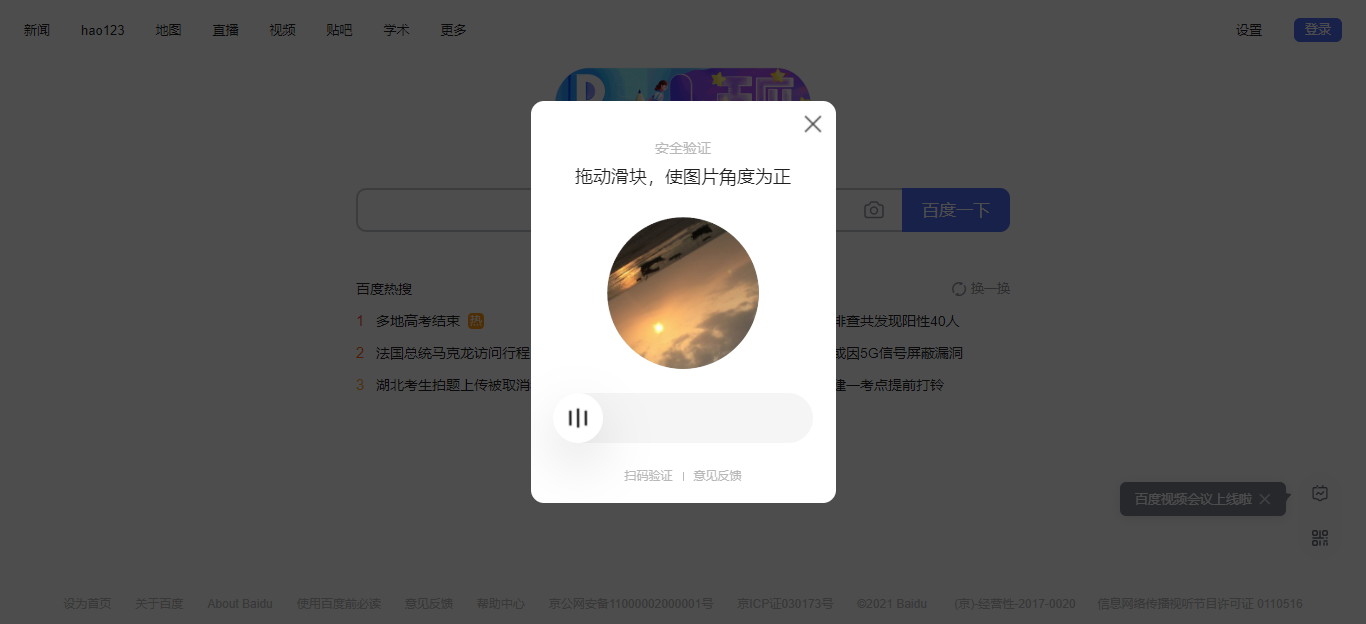 新闻 hao123 地图 直播 视频 贴吧 学术 更多 设置 登录
安全验证
拖动滑块，使图片角度为正
百度一下
百度热搜 换一换
1 多地高考结束 热
排查共发现阳性40人
2 法国总统马克龙访问行程
或因5G信号屏蔽漏洞
3 湖北考生拍题上传被取消
建一考点提前打铃
扫码验证 | 意见反馈
百度视频会议上线啦
设为首页 关于百度 About Baidu 使用百度前必读 意见反馈 帮助中心 京公网安备11000002000001号 京ICP证030173号 ©2021 Baidu (京)-经营性-2017-0020 信息网络传播视听节目许可证 0110516